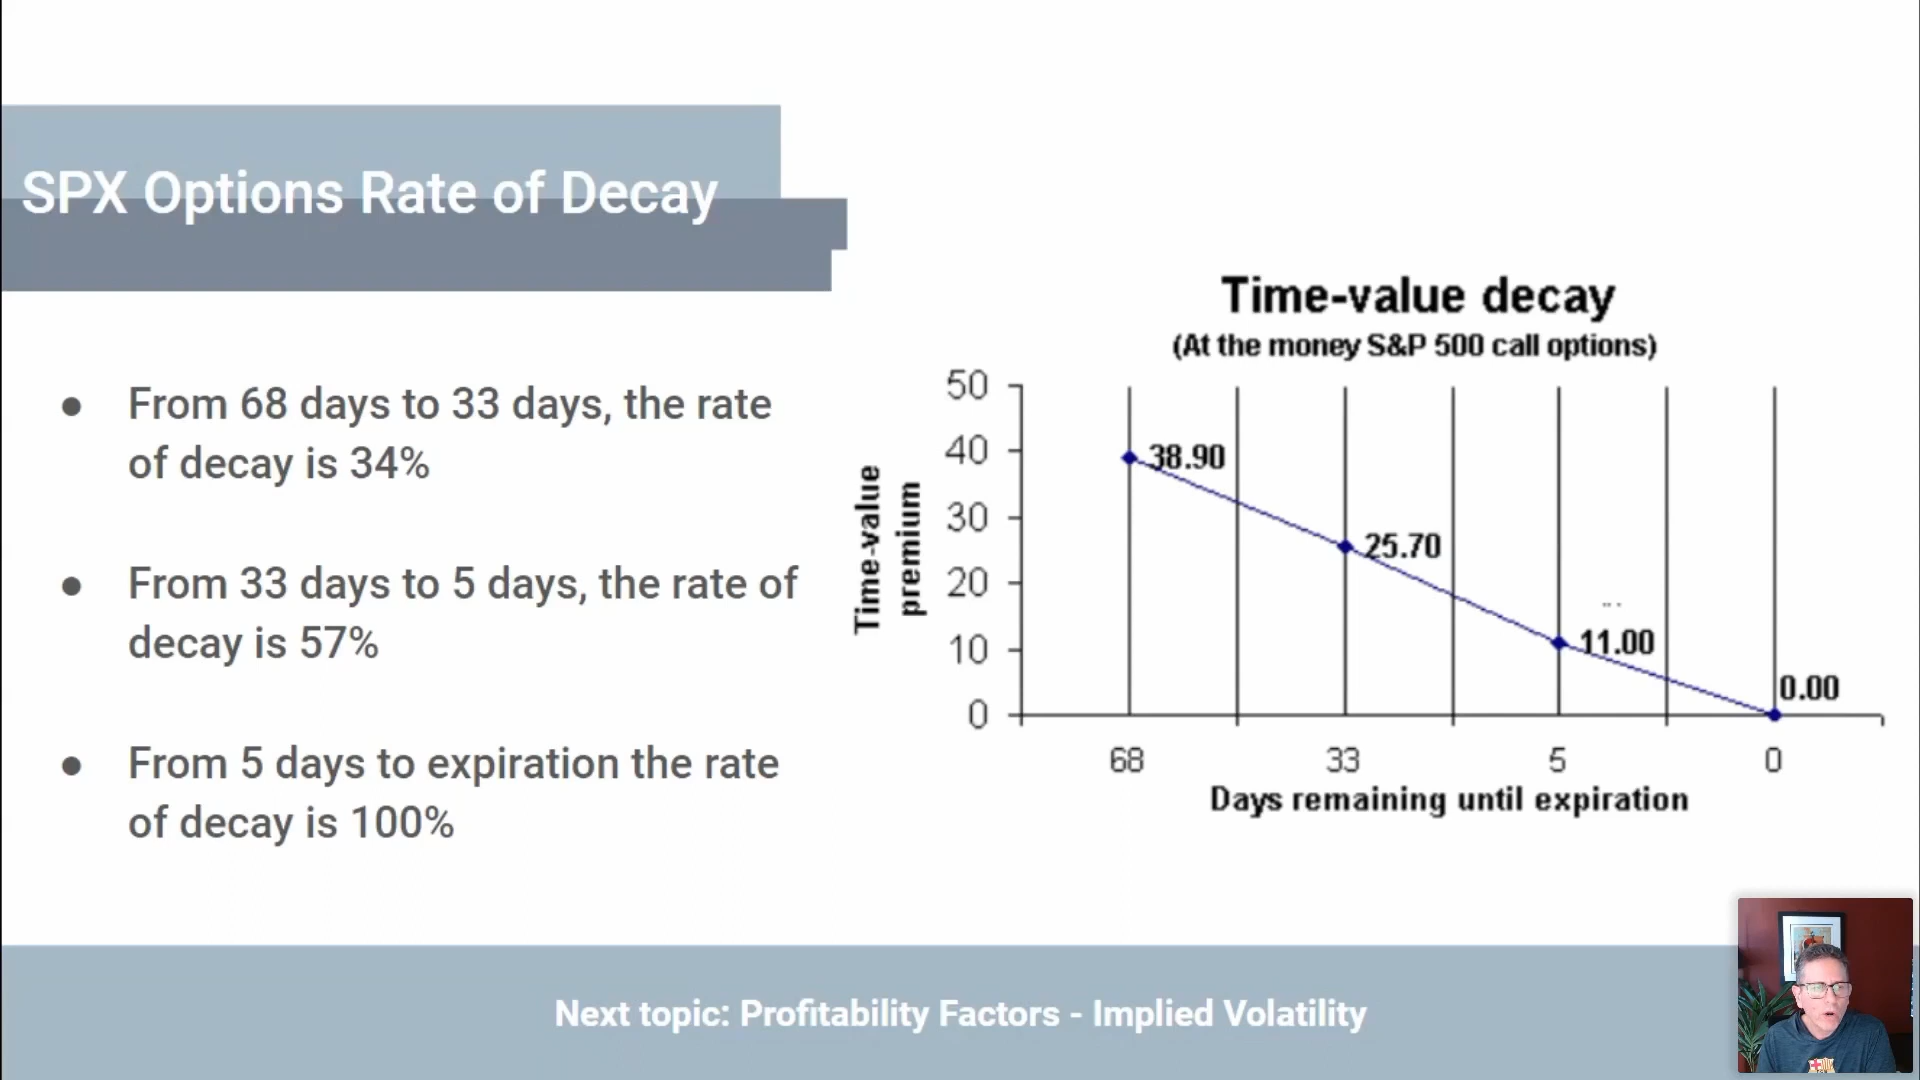 SPX Options Rate of Decay
● From 68 days to 33 days, the rate
of decay is 34%
● From 33 days to 5 days, the rate of
decay is 57%
● From 5 days to expiration the rate
of decay is 100%
Time-value decay
(At the money S&P 500 call options)
Time-value
premium
50
40
30
20
10
0
38.90
25.70
11.00
0.00
68 33 5 0
Days remaining until expiration
Next topic: Profitability Factors - Implied Volatility